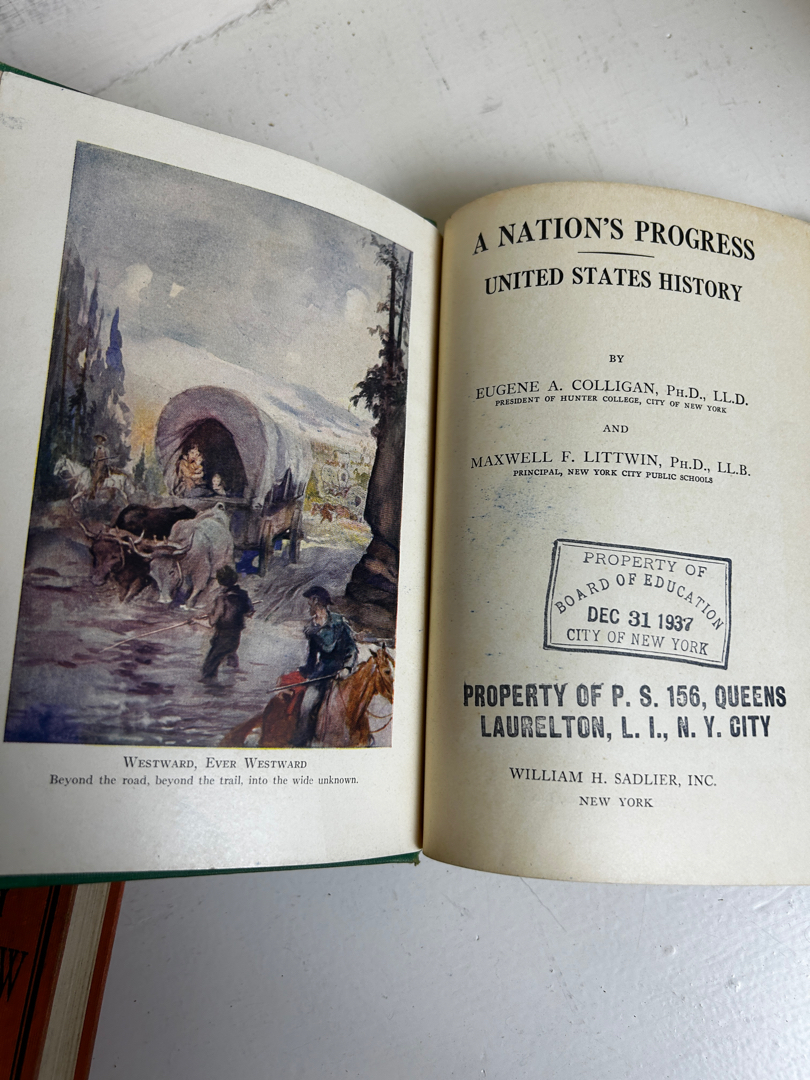 WESTWARD, EVER WESTWARD
Beyond the road, beyond the trail, into the wide unknown.
A NATION'S PROGRESS
UNITED STATES HISTORY
BY
EUGENE A. COLLIGAN, PH.D., LL.D.
PRESIDENT OF HUNTER COLLEGE, CITY OF NEW YORK
AND
MAXWELL F. LITTWIN, PH.D., LL.B.
PRINCIPAL, NEW YORK CITY PUBLIC SCHOOLS
PROPERTY OF
BOARD OF EDUCATION
DEC 31 1937
CITY OF NEW YORK
PROPERTY OF P. S. 156, QUEENS
LAURELTON, L. I., N. Y. CITY
WILLIAM H. SADLIER, INC.
NEW YORK